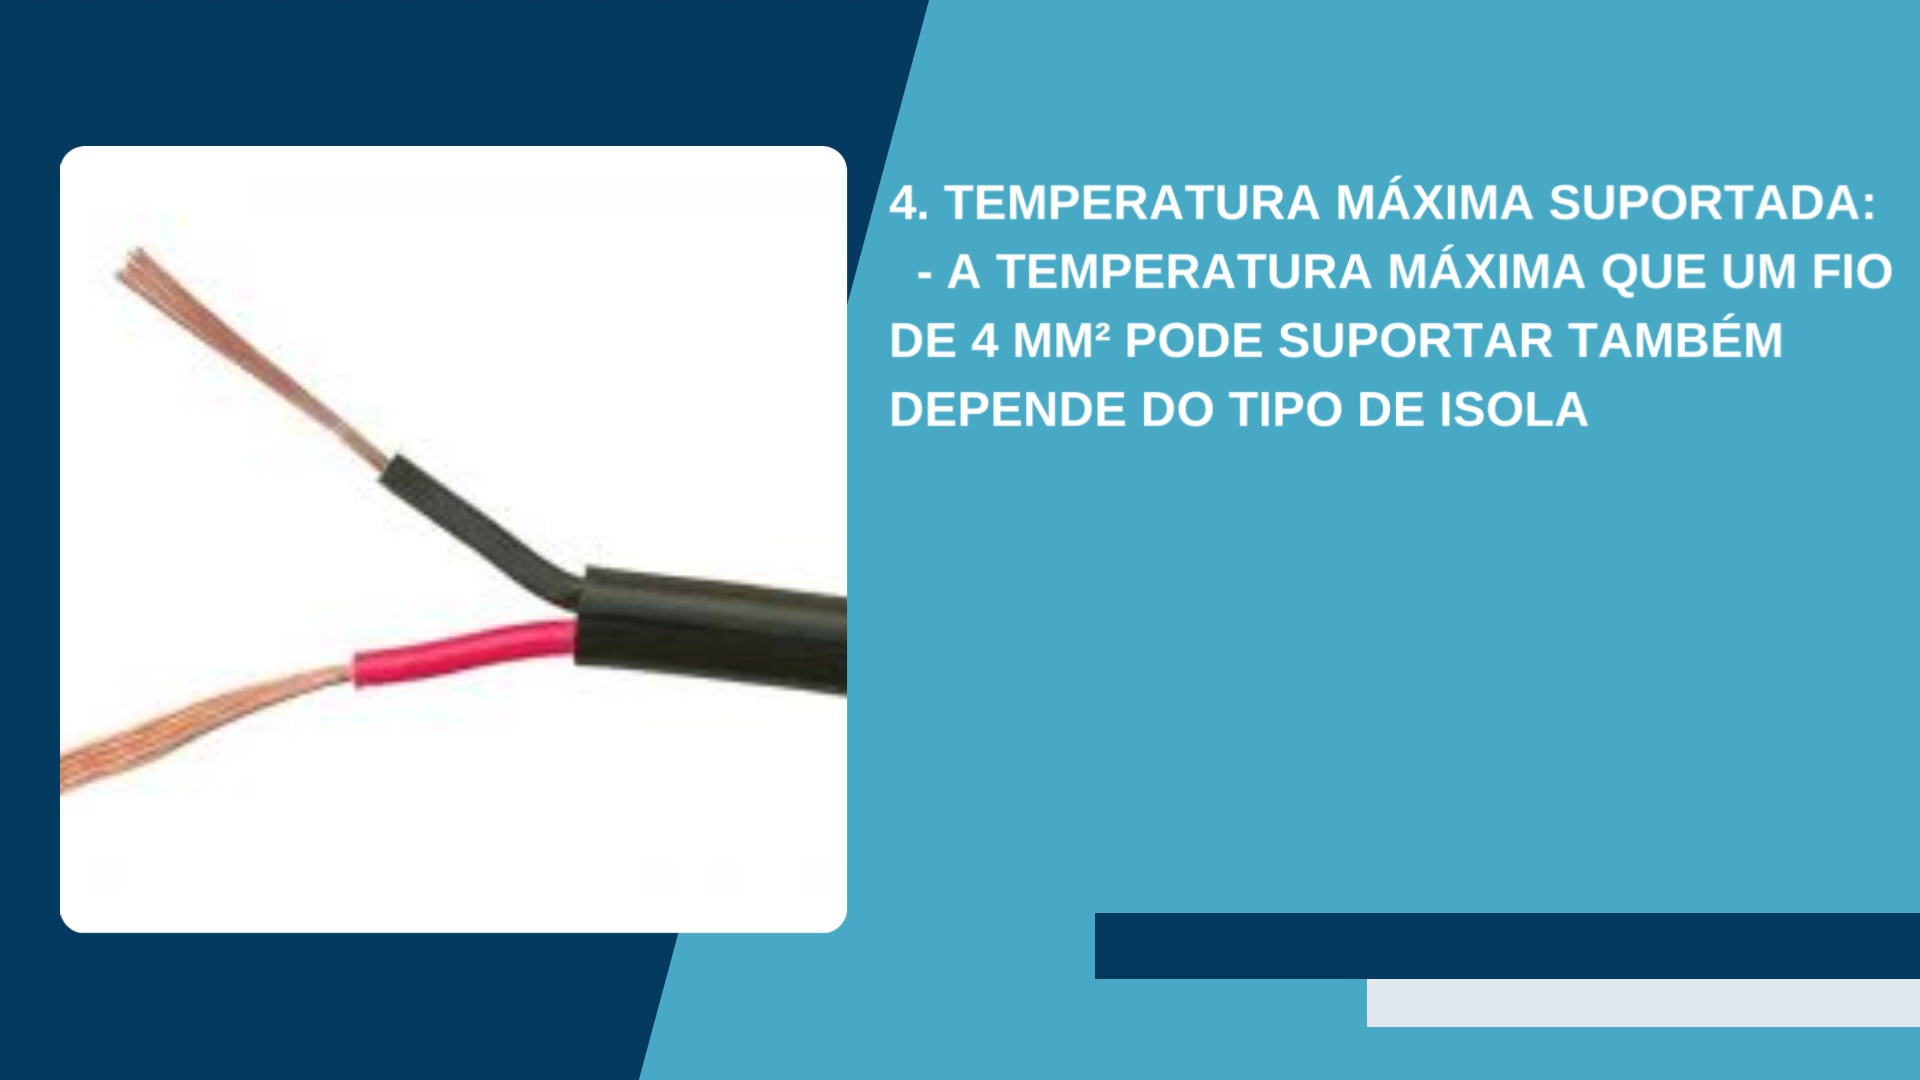 4. TEMPERATURA MÁXIMA SUPORTADA:
- A TEMPERATURA MÁXIMA QUE UM FIO
DE 4 MM² PODE SUPORTAR TAMBÉM
DEPENDE DO TIPO DE ISOLA